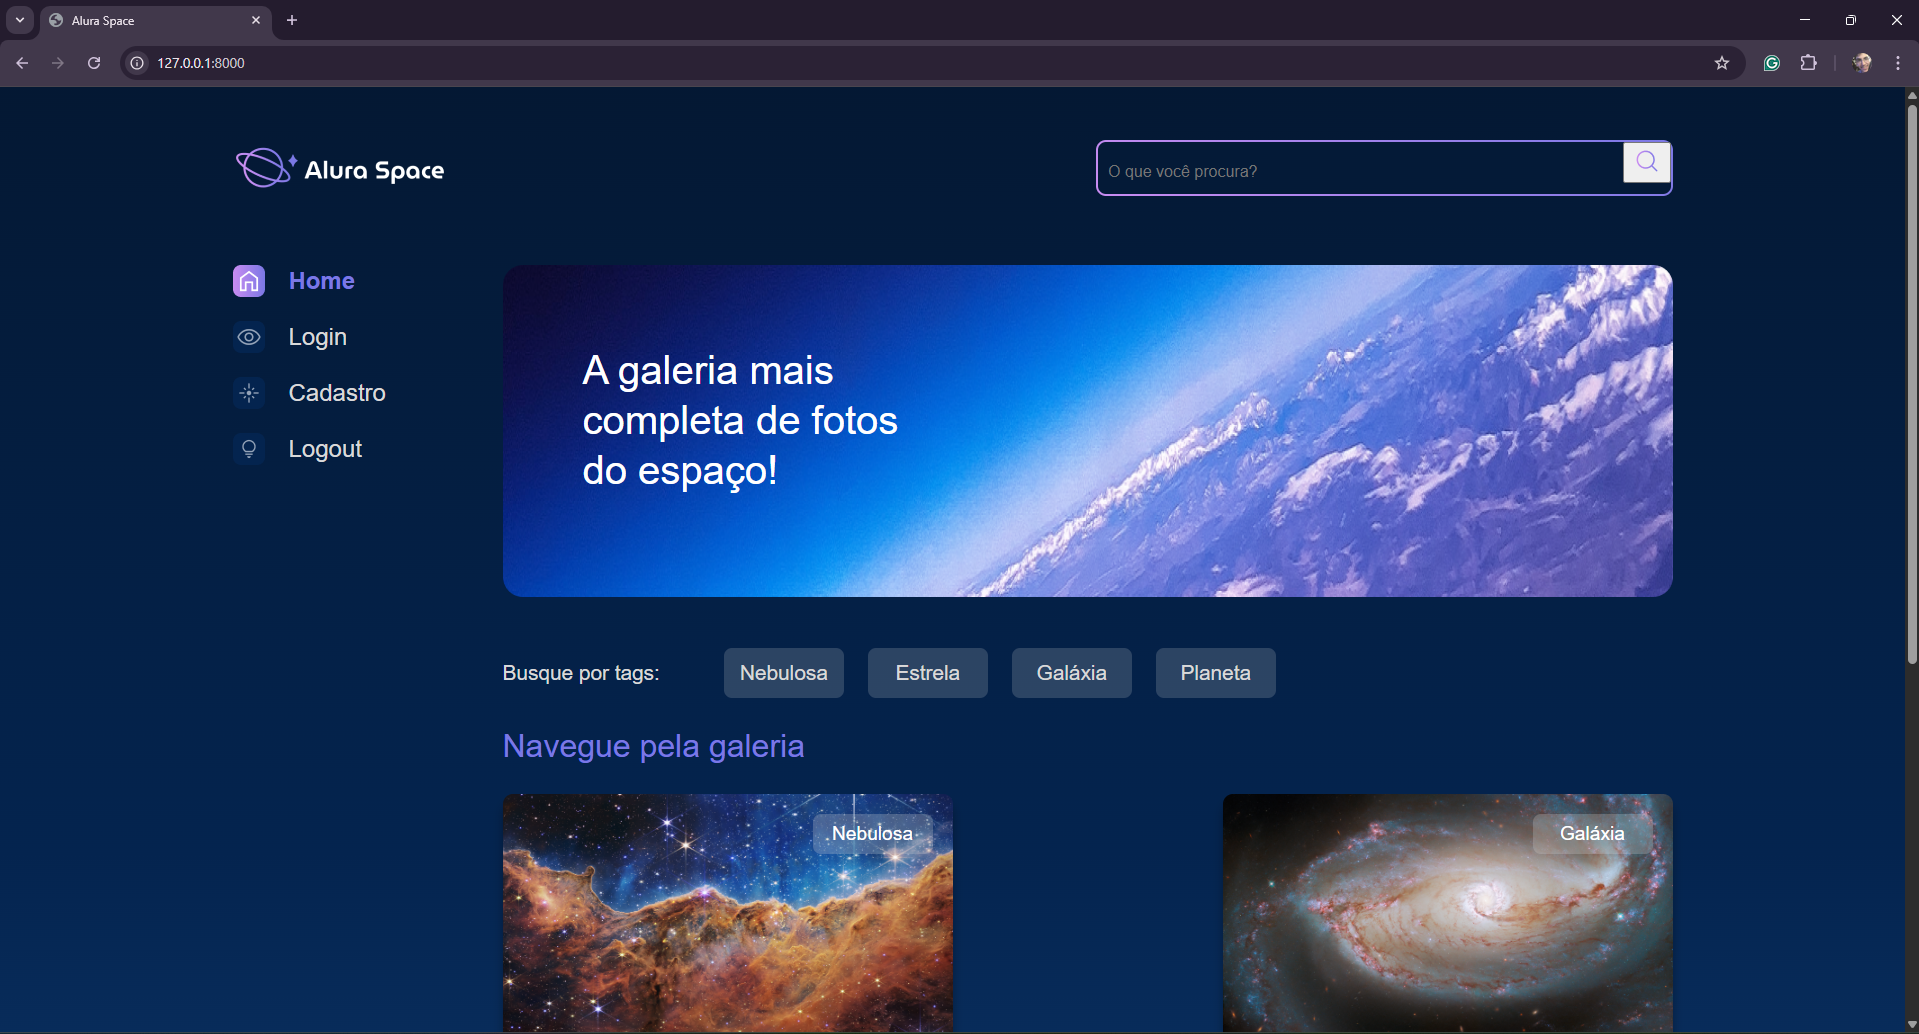 Alura Space
127.0.0.1:8000
Alura Space
O que você procura?
Home
Login
Cadastro
Logout
A galeria mais
completa de fotos
do espaço!
Busque por tags:
Nebulosa
Estrela
Galáxia
Planeta
Navegue pela galeria
Nebulosa
Galáxia